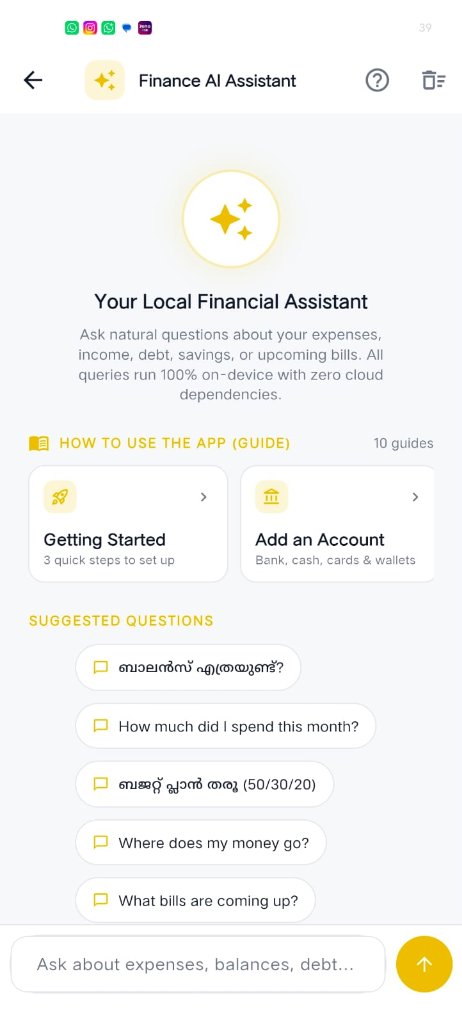 39
Finance AI Assistant
Your Local Financial Assistant
Ask natural questions about your expenses,
income, debt, savings, or upcoming bills. All
queries run 100% on-device with zero cloud
dependencies.
HOW TO USE THE APP (GUIDE)
10 guides
Getting Started
3 quick steps to set up
Add an Account
Bank, cash, cards & wallets
SUGGESTED QUESTIONS
ബാലൻസ് എത്രയുണ്ട്?
How much did I spend this month?
ബജറ്റ് പ്ലാൻ തരൂ (50/30/20)
Where does my money go?
What bills are coming up?
Ask about expenses, balances, debt...